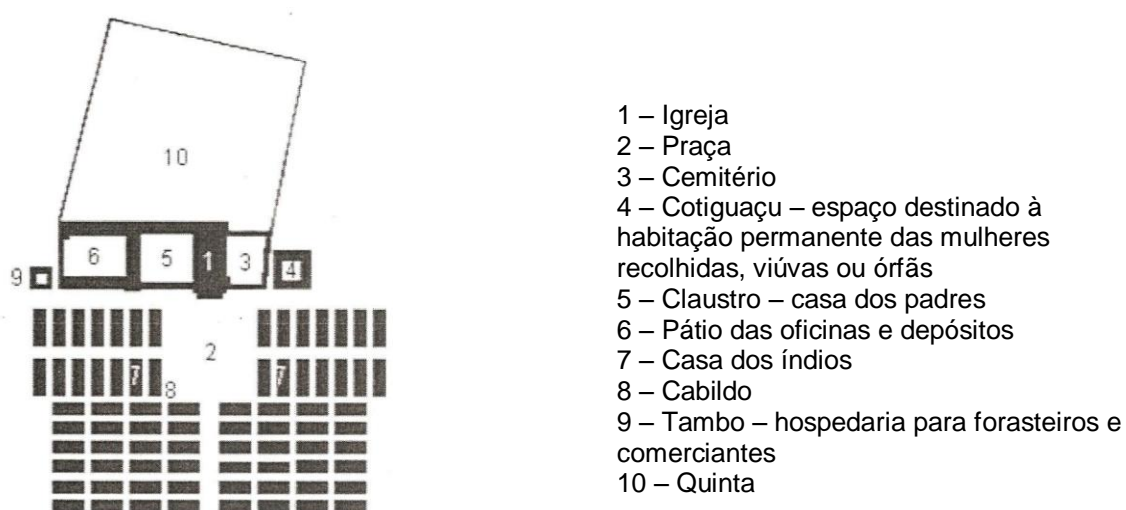 10
6
5
1
3
9
4
2
7
7
8
1 – Igreja
2 – Praça
3 – Cemitério
4 – Cotiguaçu – espaço destinado à
habitação permanente das mulheres
recolhidas, viúvas ou órfãs
5 – Claustro – casa dos padres
6 – Pátio das oficinas e depósitos
7 – Casa dos índios
8 – Cabildo
9 – Tambo – hospedaria para forasteiros e
comerciantes
10 – Quinta